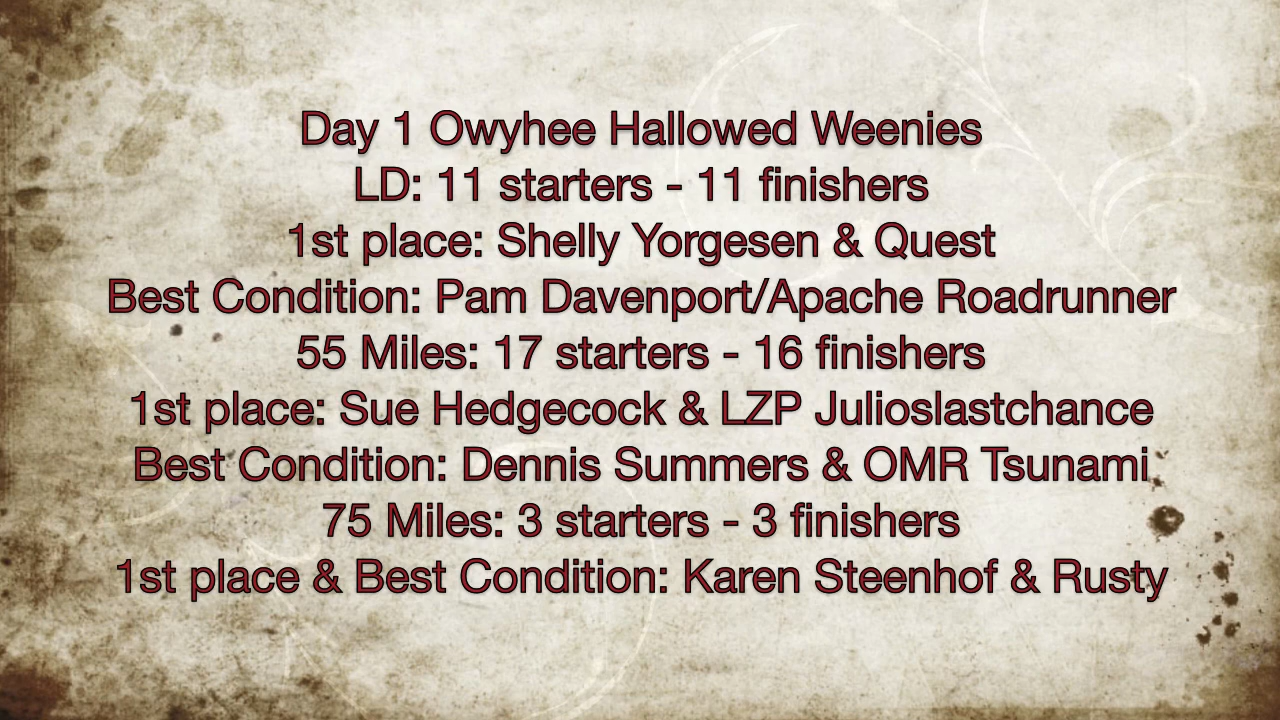 Day 1 Owyhee Hallowed Weenies
LD: 11 starters - 11 finishers
1st place: Shelly Yorgesen & Quest
Best Condition: Pam Davenport/Apache Roadrunner
55 Miles: 17 starters - 16 finishers
1st place: Sue Hedgecock & LZP Julioslastchance
Best Condition: Dennis Summers & OMR Tsunami
75 Miles: 3 starters - 3 finishers
1st place & Best Condition: Karen Steenhof & Rusty